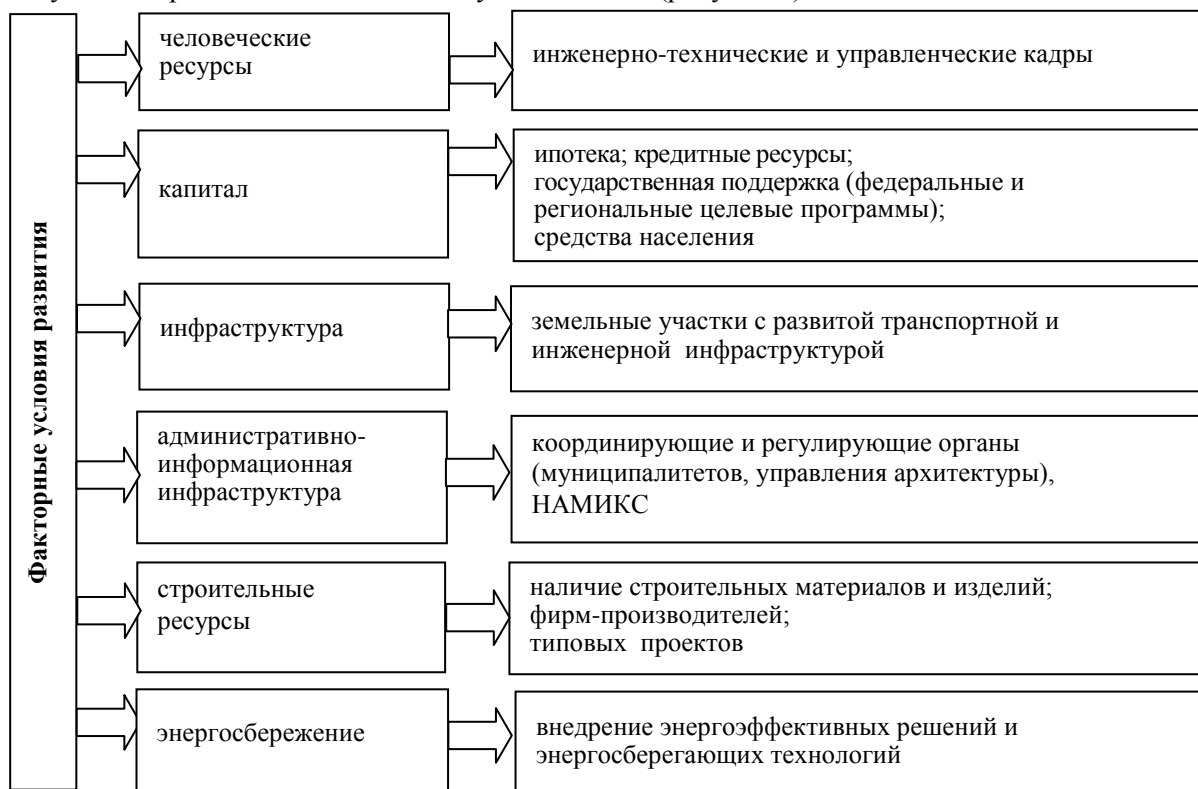 Факторные условия развития
человеческие
ресурсы
инженерно-технические и управленческие кадры
капитал
ипотека; кредитные ресурсы;
государственная поддержка (федеральные и
региональные целевые программы);
средства населения
инфраструктура
земельные участки с развитой транспортной и
инженерной инфраструктурой
административно-
информационная
инфраструктура
координирующие и регулирующие органы
(муниципалитетов, управления архитектуры),
НАМИКС
строительные
ресурсы
наличие строительных материалов и изделий;
фирм-производителей;
типовых проектов
энергосбережение
внедрение энергоэффективных решений и
энергосберегающих технологий